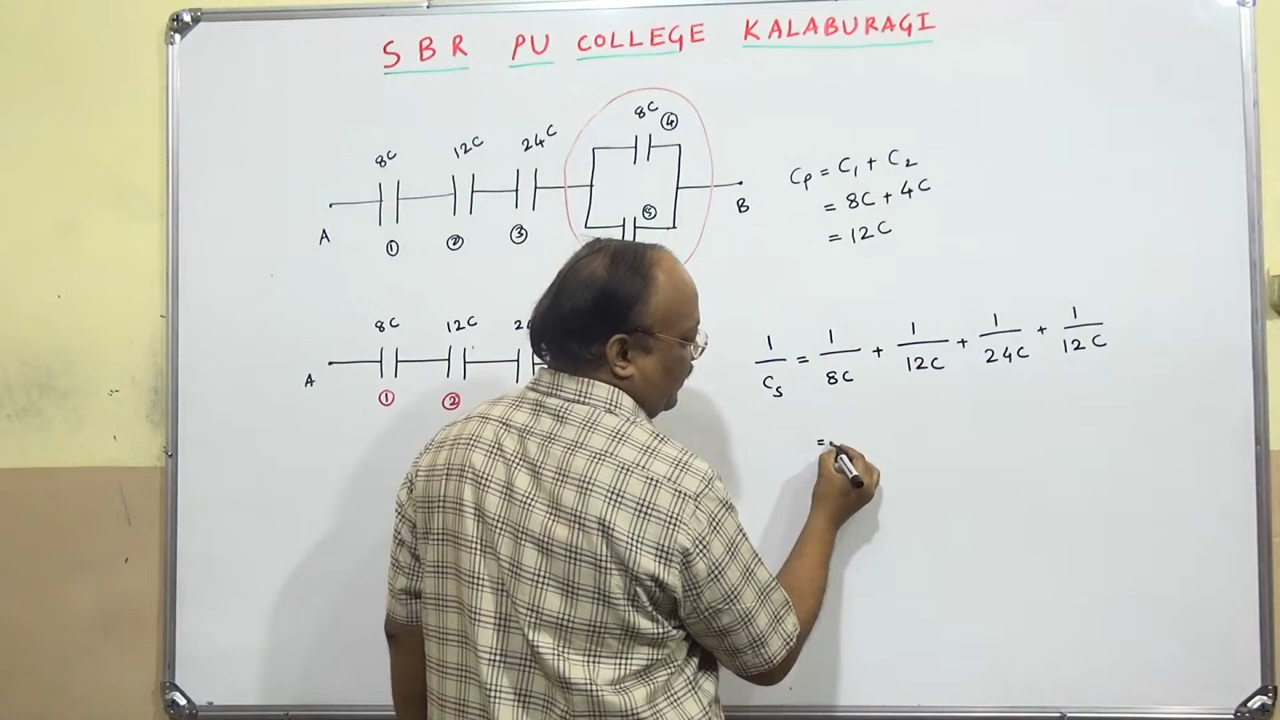 SBR PU COLLEGE KALABURAGI
8C 12C 24C 8C ④
⑤
A ① ② ③ B
Cp = C₁ + C₂
= 8C + 4C
= 12C
8C 12C
A ① ②
1/Cs = 1/8C + 1/12C + 1/24C + 1/12C
=